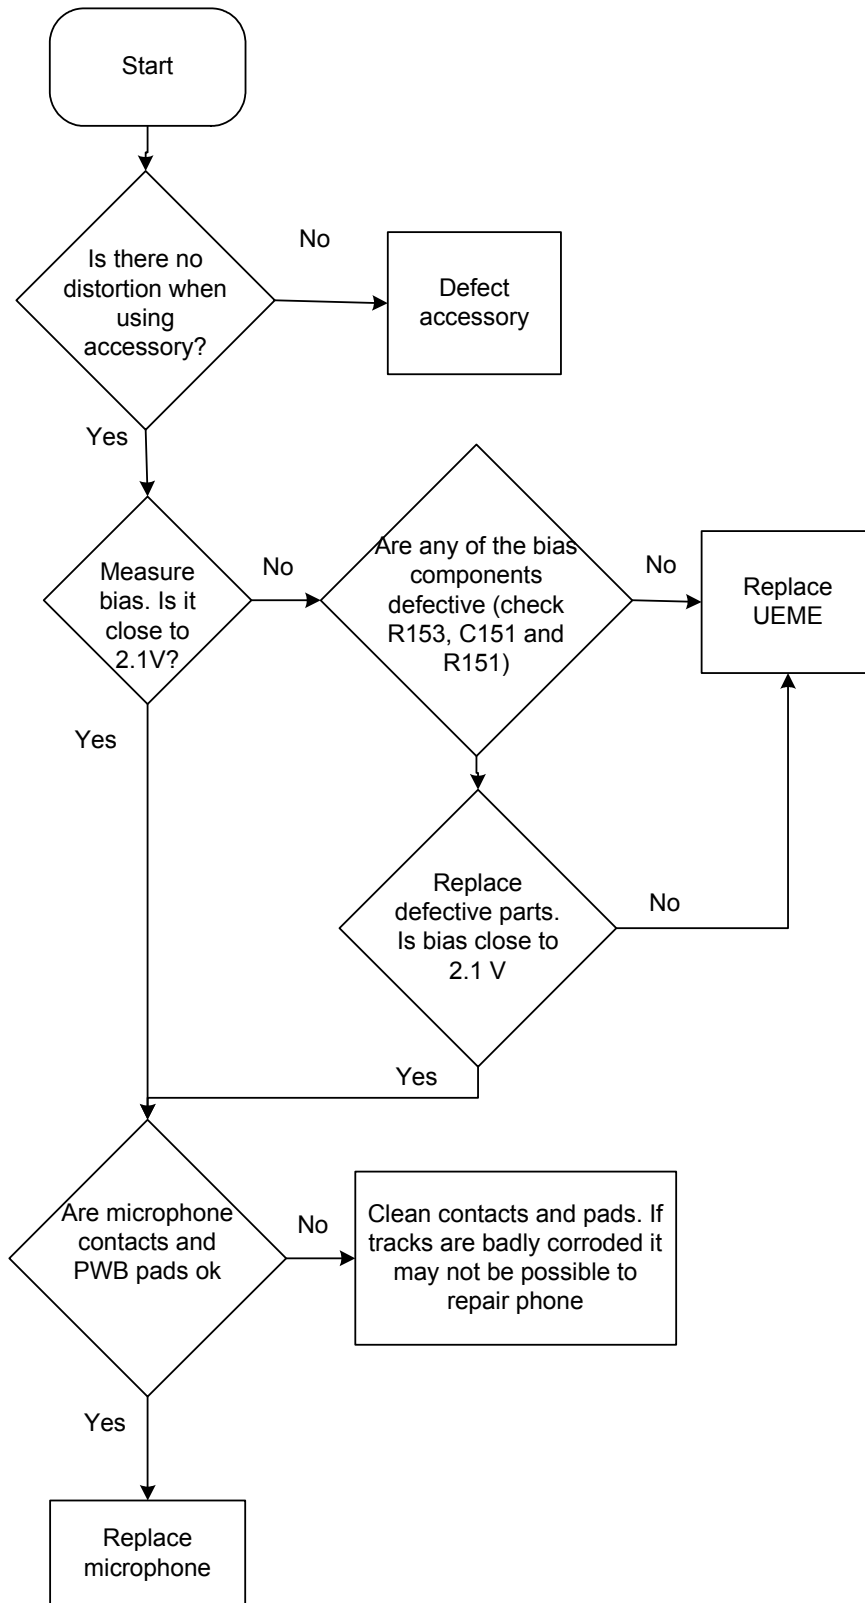 Start
Is there no
distortion when
using
accessory?
No
Defect
accessory
Yes
Measure
bias. Is it
close to
2.1V?
No
Are any of the bias
components
defective (check
R153, C151 and
R151)
No
Replace
UEME
Yes
Replace
defective parts.
Is bias close to
2.1 V
No
Yes
Are microphone
contacts and
PWB pads ok
No
Clean contacts and pads. If
tracks are badly corroded it
may not be possible to
repair phone
Yes
Replace
microphone